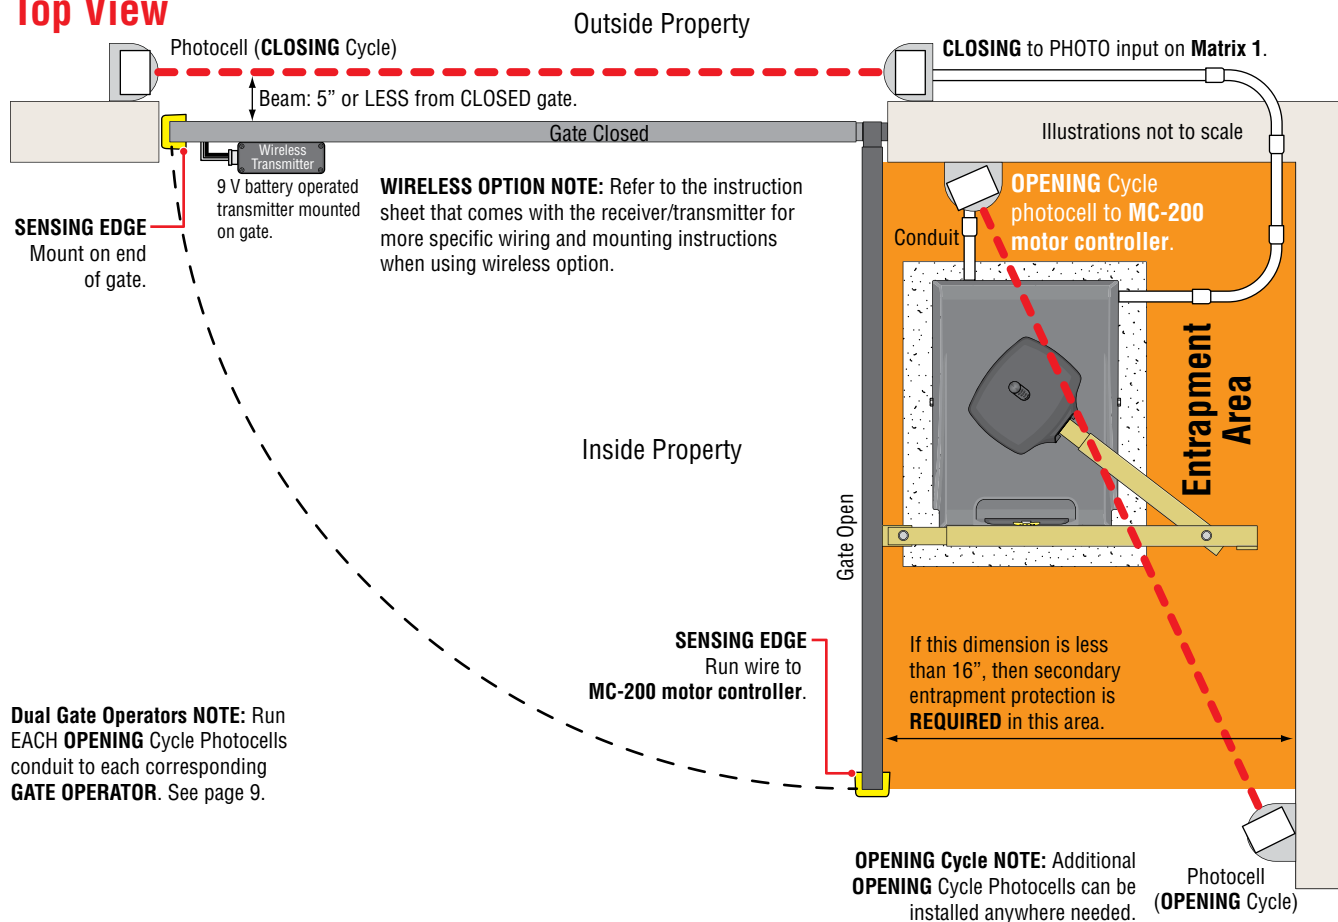 Top View
Outside Property
Photocell (CLOSING Cycle)
CLOSING to PHOTO input on Matrix 1.
Beam: 5” or LESS from CLOSED gate.
Gate Closed
Illustrations not to scale
Wireless
Transmitter
9 V battery operated
transmitter mounted
on gate.
WIRELESS OPTION NOTE: Refer to the instruction
sheet that comes with the receiver/transmitter for
more specific wiring and mounting instructions
when using wireless option.
SENSING EDGE
Mount on end
of gate.
OPENING Cycle
photocell to MC-200
motor controller.
Conduit
Entrapment
Area
Inside Property
Gate Open
SENSING EDGE
Run wire to
MC-200 motor controller.
If this dimension is less
than 16”, then secondary
entrapment protection is
REQUIRED in this area.
Dual Gate Operators NOTE: Run
EACH OPENING Cycle Photocells
conduit to each corresponding
GATE OPERATOR. See page 9.
OPENING Cycle NOTE: Additional
OPENING Cycle Photocells can be
installed anywhere needed.
Photocell
(OPENING Cycle)